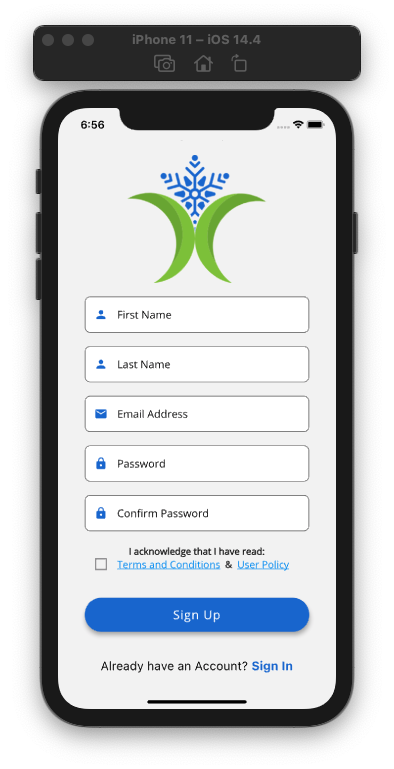 iPhone 11 – iOS 14.4
6:56
First Name
Last Name
Email Address
Password
Confirm Password
I acknowledge that I have read:
Terms and Conditions & User Policy
Sign Up
Already have an Account? Sign In